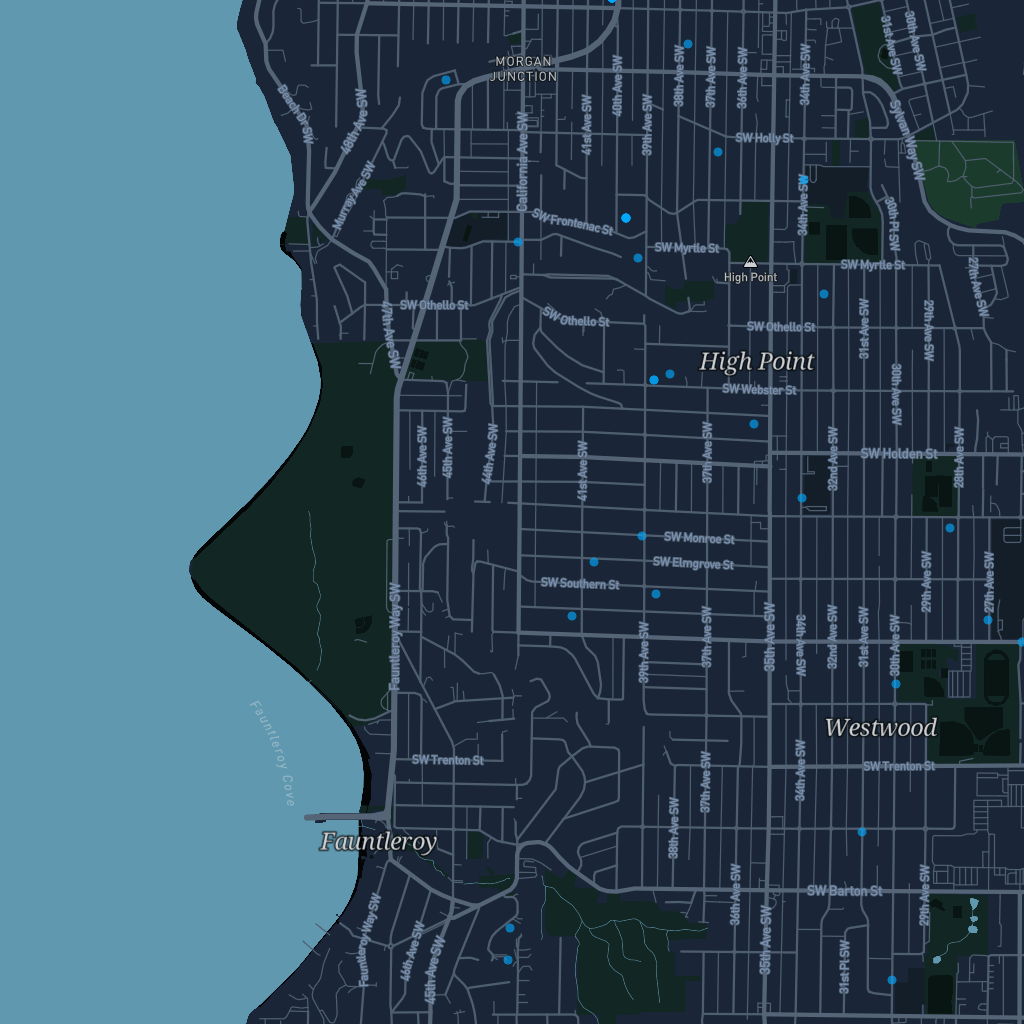 31st Ave SW
30th Ave SW
MORGAN
JUNCTION
38th Ave SW
37th Ave SW
36th Ave SW
34th Ave SW
40th Ave SW
Beach Dr SW
48th Ave SW
41st Ave SW
39th Ave SW
SW Holly St
Sylvan Way SW
California Ave SW
Murray Ave SW
34th Ave SW
30th Pl SW
SW Frontenac St
SW Myrtle St
SW Myrtle St
High Point
27th Ave SW
47th Ave SW
SW Othello St
SW Othello St
SW Othello St
31st Ave SW
29th Ave SW
High Point
SW Webster St
30th Ave SW
46th Ave SW
45th Ave SW
44th Ave SW
41st Ave SW
37th Ave SW
32nd Ave SW
SW Holden St
28th Ave SW
SW Monroe St
SW Elmgrove St
SW Southern St
29th Ave SW
27th Ave SW
Fauntleroy Way SW
39th Ave SW
37th Ave SW
35th Ave SW
34th Ave SW
32nd Ave SW
31st Ave SW
30th Ave SW
Fauntleroy Cove
Westwood
SW Trenton St
SW Trenton St
37th Ave SW
34th Ave SW
38th Ave SW
Fauntleroy
36th Ave SW
SW Barton St
29th Ave SW
Fauntleroy Way SW
46th Ave SW
45th Ave SW
35th Ave SW
31st Pl SW